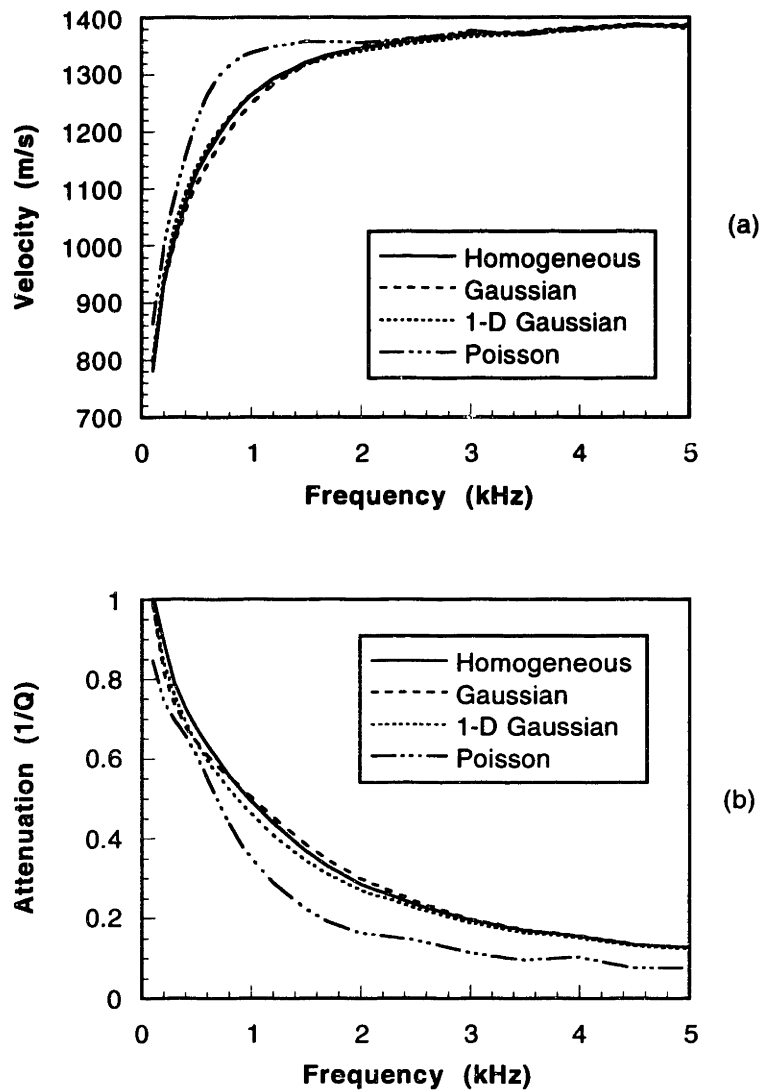 1400
1300
1200
1100
1000
900
800
700
Velocity (m/s)
Homogeneous
Gaussian
1-D Gaussian
Poisson
0 1 2 3 4 5
Frequency (kHz)
(a)
1
0.8
0.6
0.4
0.2
0
Attenuation (1/Q)
Homogeneous
Gaussian
1-D Gaussian
Poisson
0 1 2 3 4 5
Frequency (kHz)
(b)